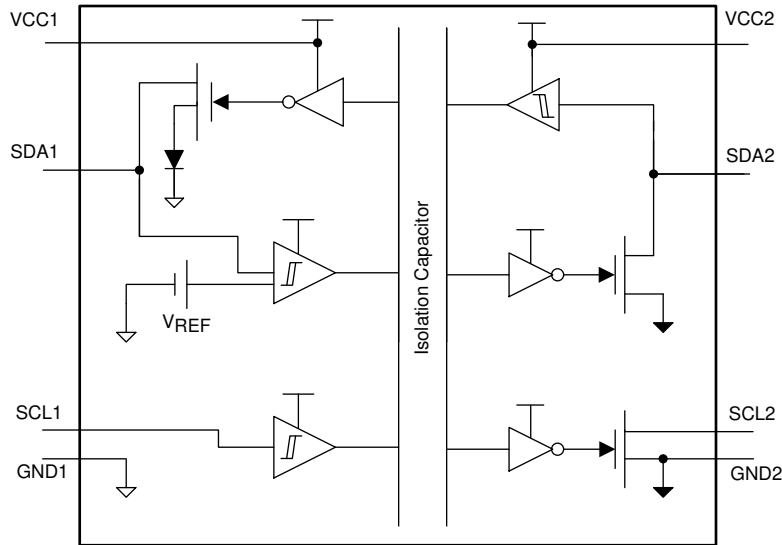 VCC1
VCC2
SDA1
SDA2
Isolation Capacitor
VREF
SCL1
SCL2
GND1
GND2